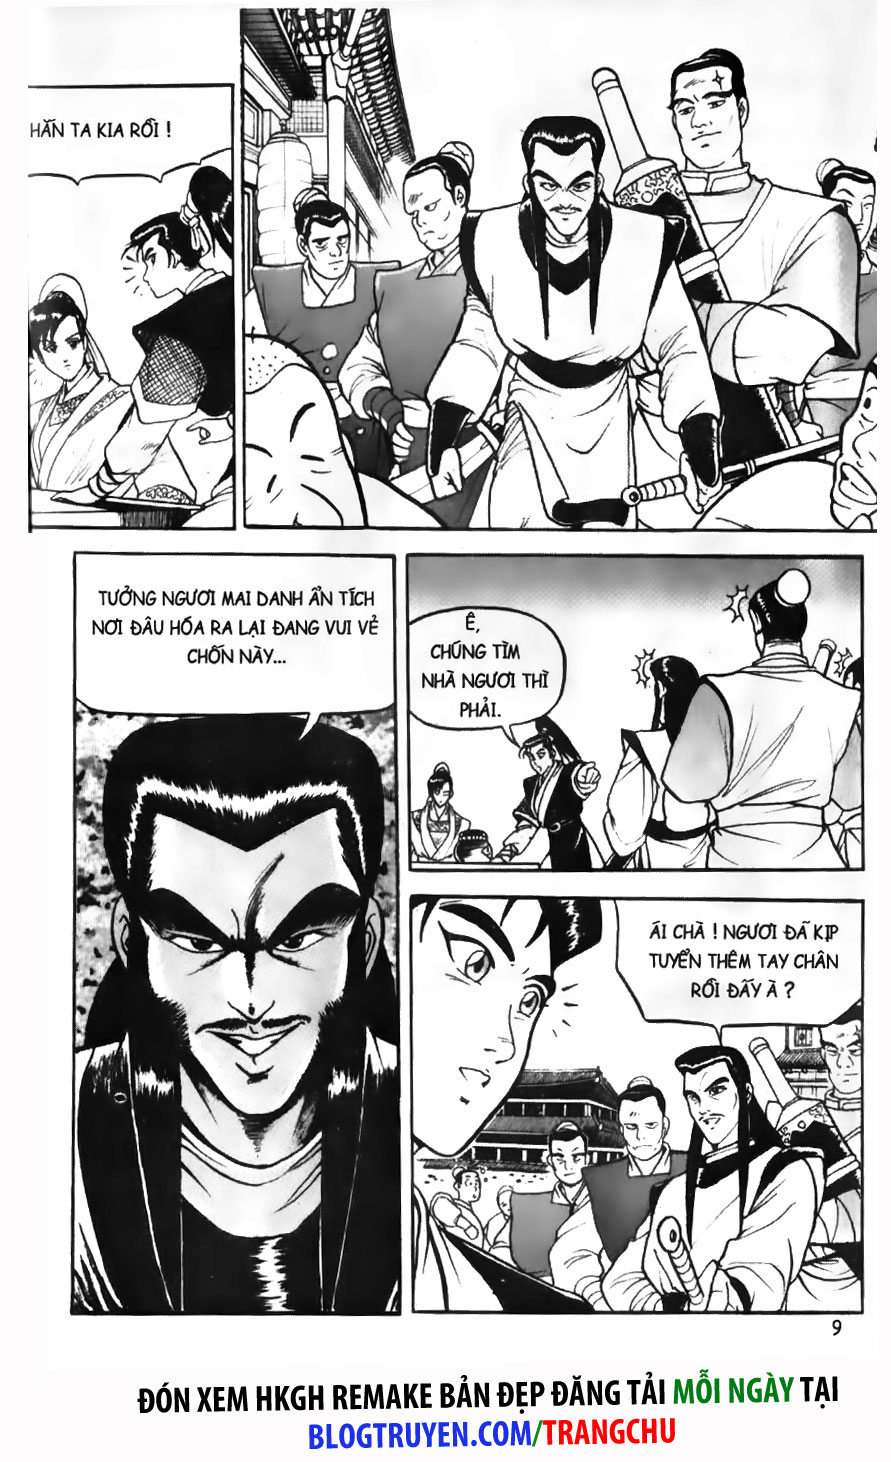 HẮN TA KIA RỒI !
TƯỞNG NGƯƠI MAI DANH ẨN TÍCH
NƠI ĐÂU HÓA RA LẠI ĐANG VUI VẺ
CHỐN NÀY...
Ê,
CHÚNG TÌM
NHÀ NGƯƠI THÌ
PHẢI.
ÁI CHÀ ! NGƯƠI ĐÃ KỊP
TUYỂN THÊM TAY CHÂN
RỒI ĐẤY À ?
9
ĐÓN XEM HKGH REMAKE BẢN ĐẸP ĐĂNG TẢI MỖI NGÀY TẠI
BLOGTRUYEN.COM/TRANGCHU